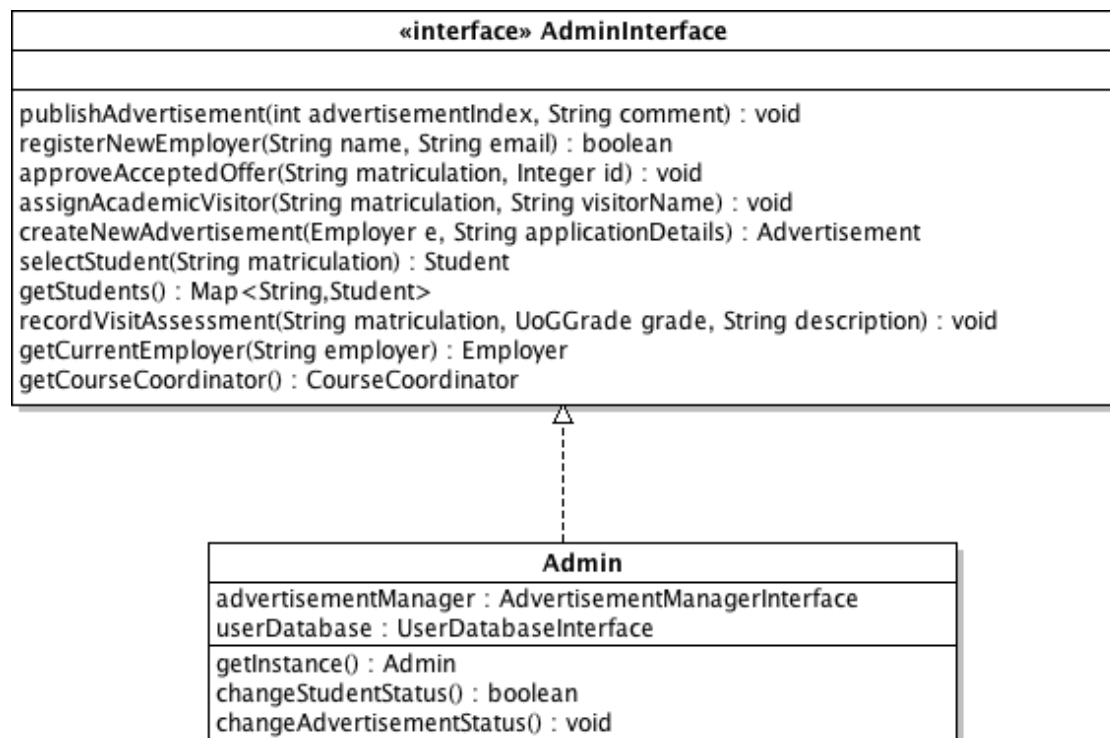 «interface» AdminInterface
publishAdvertisement(int advertisementIndex, String comment) : void
registerNewEmployer(String name, String email) : boolean
approveAcceptedOffer(String matriculation, Integer id) : void
assignAcademicVisitor(String matriculation, String visitorName) : void
createNewAdvertisement(Employer e, String applicationDetails) : Advertisement
selectStudent(String matriculation) : Student
getStudents() : Map<String,Student>
recordVisitAssessment(String matriculation, UoGGrade grade, String description) : void
getCurrentEmployer(String employer) : Employer
getCourseCoordinator() : CourseCoordinator
Admin
advertisementManager : AdvertisementManagerInterface
userDatabase : UserDatabaseInterface
getInstance() : Admin
changeStudentStatus() : boolean
changeAdvertisementStatus() : void